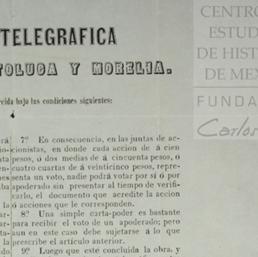 TELEGRAFICA
TOLUCA Y MORELIA.
cida bajo las condiciones siguientes:
7º En consecuencia, en las juntas de ac-
cionistas, en donde cada accion de á cien
pesos, ó dos medias de á cincuenta pesos, ó
cuatro cuartas de á veinticinco pesos, repre-
senta un voto, nadie podrá votar por sí ó por
apoderado sin presentar al tiempo de verifi-
carlo, el documento que acredite la accion
ó acciones que le corresponden.
8º Una simple carta-poder es bastante
para recibir el voto de un apoderado; pero
aun en este caso debe sujetarse á lo que
prescribe el artículo anterior.
9º Luego que esté concluida la obra, y
CENTRO
ESTUD
DE HIST
DE MEX
FUNDA
Carlos